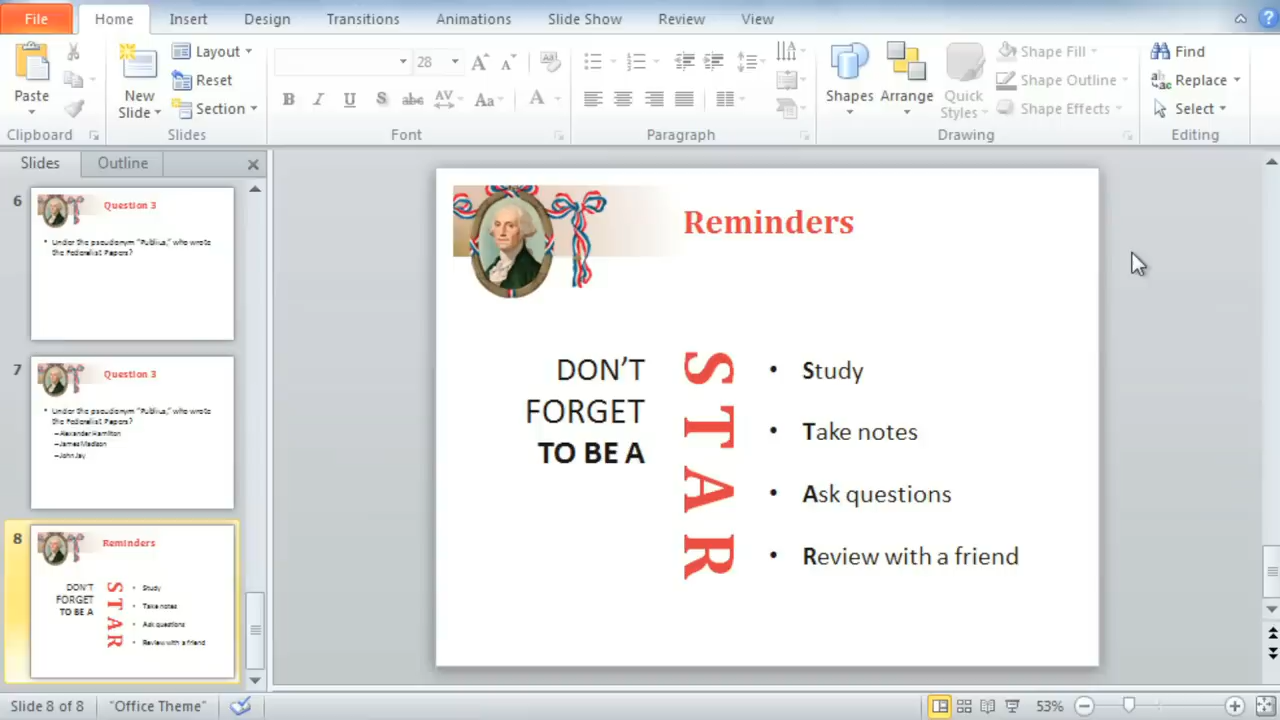 File Home Insert Design Transitions Animations Slide Show Review View
Paste
Clipboard
New Slide
Layout
Reset
Section
Slides
28
B I U S abc AV Aa A
Font
Paragraph
Shapes
Arrange
Quick Styles
Shape Fill
Shape Outline
Shape Effects
Drawing
Find
Replace
Select
Editing
Slides Outline
6
Question 3
• Under the pseudonym "Publius," who wrote
the Federalist Papers?
7
Question 3
• Under the pseudonym "Publius," who wrote
the Federalist Papers?
–Alexander Hamilton
–James Madison
–John Jay
8
Reminders
DON'T
FORGET
TO BE A
STAR
• Study
• Take notes
• Ask questions
• Review with a friend
Reminders
DON’T
FORGET
TO BE A
STAR
• Study
• Take notes
• Ask questions
• Review with a friend
Slide 8 of 8 "Office Theme" 53%